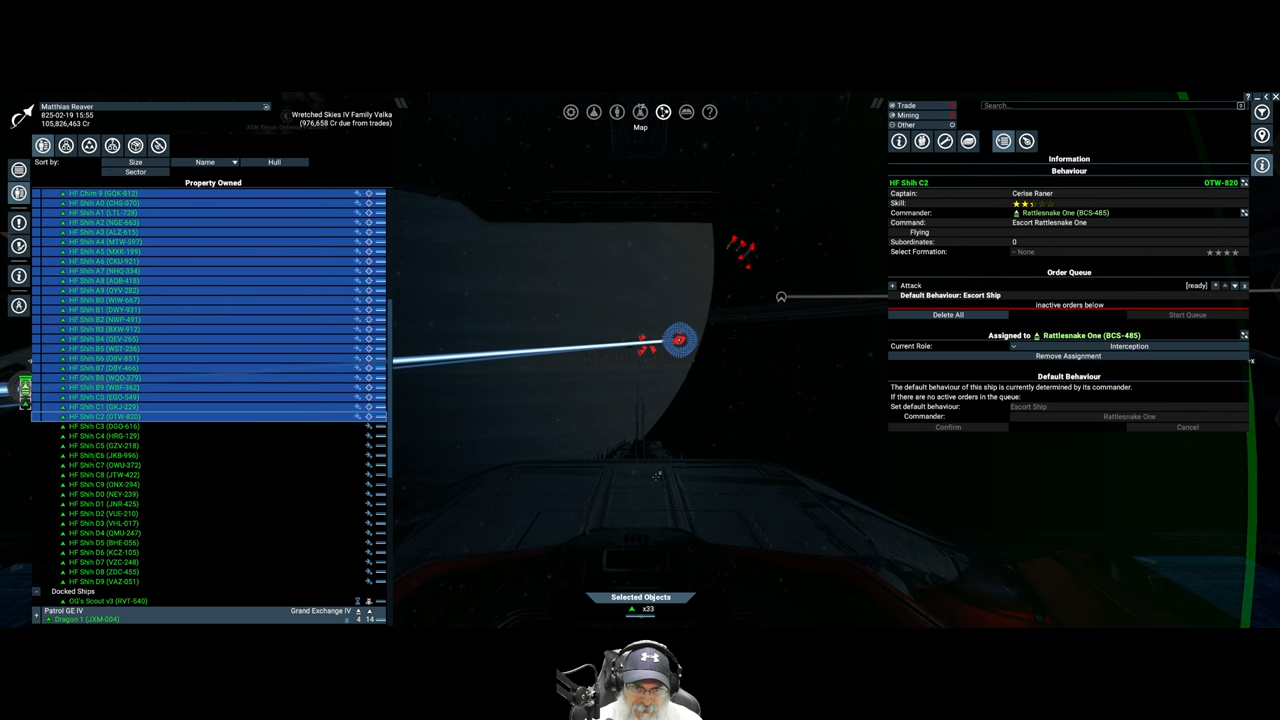 Matthias Reaver
825-02-19 15:55
105,826,463 Cr
Wretched Skies IV Family Valka
(976,658 Cr due from trades)
Map
Sort by:
Size
Name
Hull
Sector
Property Owned
HF Chim 9 (GQK-812)
HF Shih A0 (CHS-070)
HF Shih A1 (LTL-728)
HF Shih A2 (NGE-663)
HF Shih A3 (ALZ-615)
HF Shih A4 (MTW-597)
HF Shih A5 (MXK-199)
HF Shih A6 (CKU-921)
HF Shih A7 (NHQ-334)
HF Shih A8 (AQB-418)
HF Shih A9 (OYV-282)
HF Shih B0 (WIW-667)
HF Shih B1 (DWY-931)
HF Shih B2 (NWP-491)
HF Shih B3 (BXW-912)
HF Shih B4 (QEV-265)
HF Shih B5 (WST-236)
HF Shih B6 (OBV-851)
HF Shih B7 (DBY-466)
HF Shih B8 (WQO-379)
HF Shih B9 (WBF-362)
HF Shih C0 (EGO-549)
HF Shih C1 (GKJ-229)
HF Shih C2 (OTW-820)
HF Shih C3 (DGO-616)
HF Shih C4 (HRG-129)
HF Shih C5 (GZV-218)
HF Shih C6 (JKB-996)
HF Shih C7 (OWU-372)
HF Shih C8 (JTW-422)
HF Shih C9 (ONX-294)
HF Shih D0 (NEY-239)
HF Shih D1 (JNR-425)
HF Shih D2 (VUE-210)
HF Shih D3 (VHL-017)
HF Shih D4 (QMU-247)
HF Shih D5 (BHE-056)
HF Shih D6 (KCZ-105)
HF Shih D7 (VZC-248)
HF Shih D8 (ZDC-455)
HF Shih D9 (VAZ-051)
Docked Ships
OG's Scout v3 (RVT-540)
Patrol GE IV
Grand Exchange IV
Dragon 1 (JXM-004)
4 14
Selected Objects
x33
Trade
Mining
Other
Search...
Information
Behaviour
HF Shih C2
OTW-820
Captain:
Cerise Raner
Skill:
Commander:
Rattlesnake One (BCS-485)
Command:
Escort Rattlesnake One
Flying
Subordinates:
0
Select Formation:
None
Order Queue
Attack
[ready]
Default Behaviour: Escort Ship
inactive orders below
Delete All
Start Queue
Assigned to
Rattlesnake One (BCS-485)
Current Role:
Interception
Remove Assignment
Default Behaviour
The default behaviour of this ship is currently determined by its commander.
If there are no active orders in the queue:
Set default behaviour:
Escort Ship
Commander:
Rattlesnake One
Confirm
Cancel